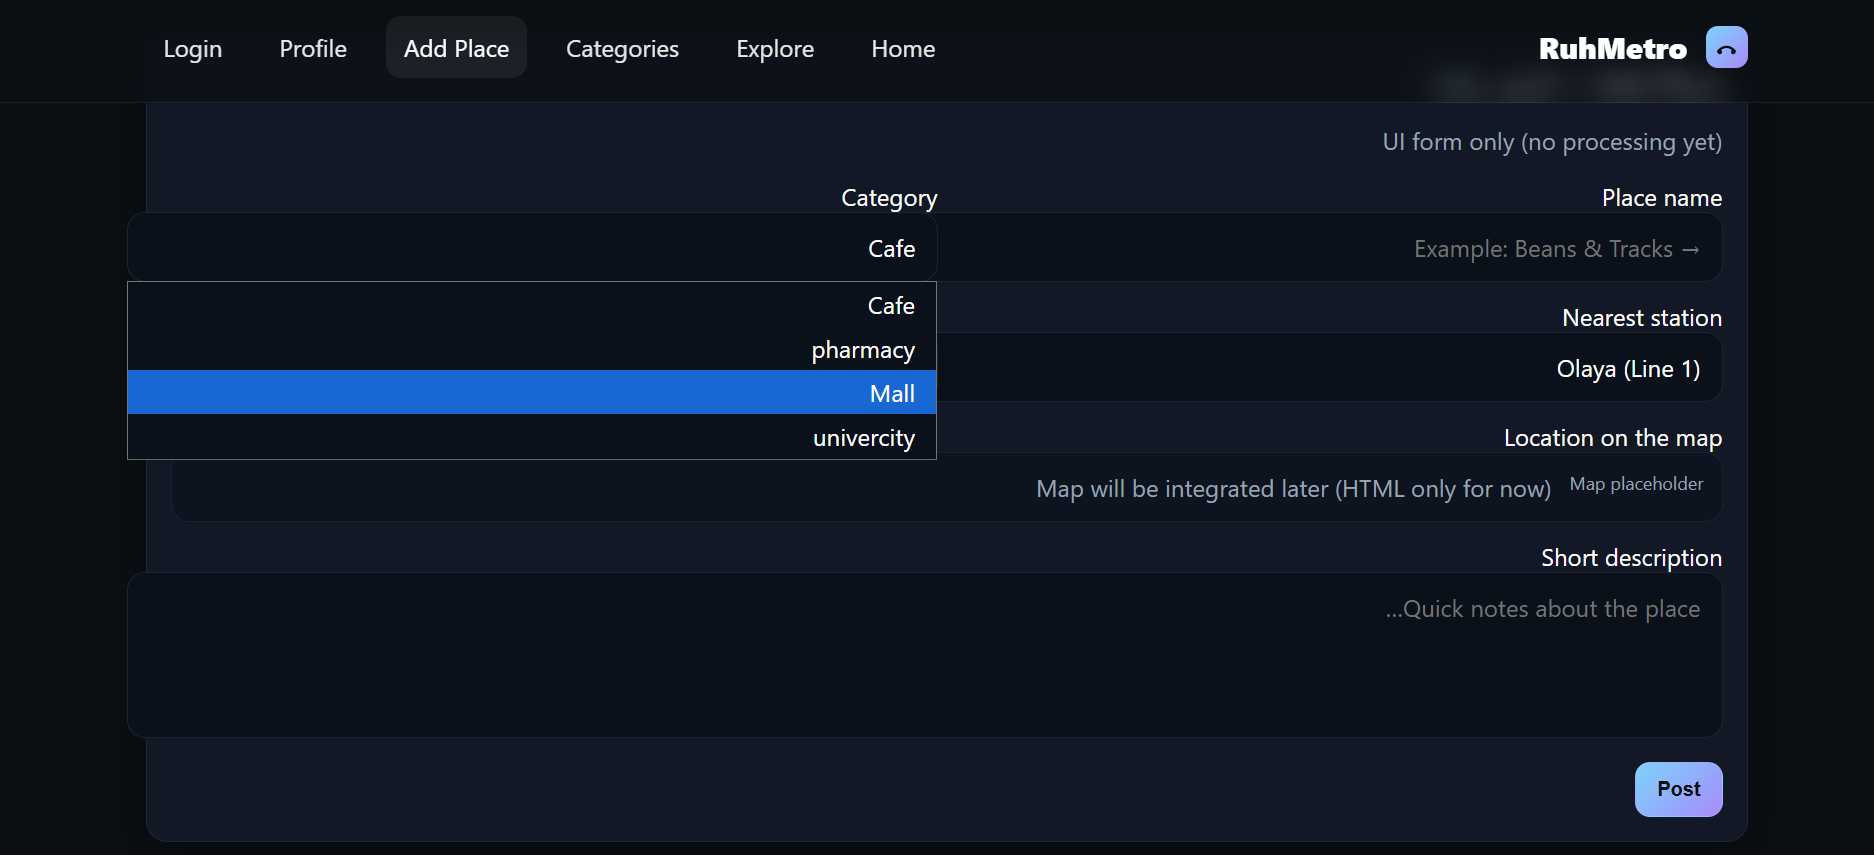 Login Profile Add Place Categories Explore Home RuhMetro
UI form only (no processing yet)
Place name
Example: Beans & Tracks →
Category
Cafe
Cafe
pharmacy
Mall
univercity
Nearest station
Olaya (Line 1)
Location on the map
Map placeholder
Map will be integrated later (HTML only for now)
Short description
...Quick notes about the place
Post